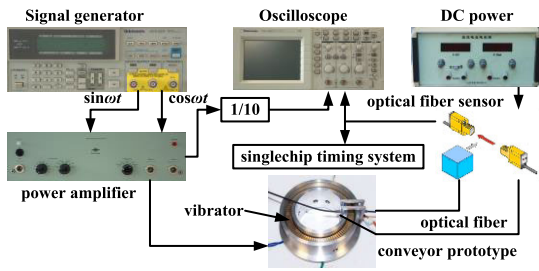 Signal generator
Oscilloscope
DC power
sinωt
cosωt
1/10
optical fiber sensor
singlechip timing system
power amplifier
vibrator
optical fiber
conveyor prototype